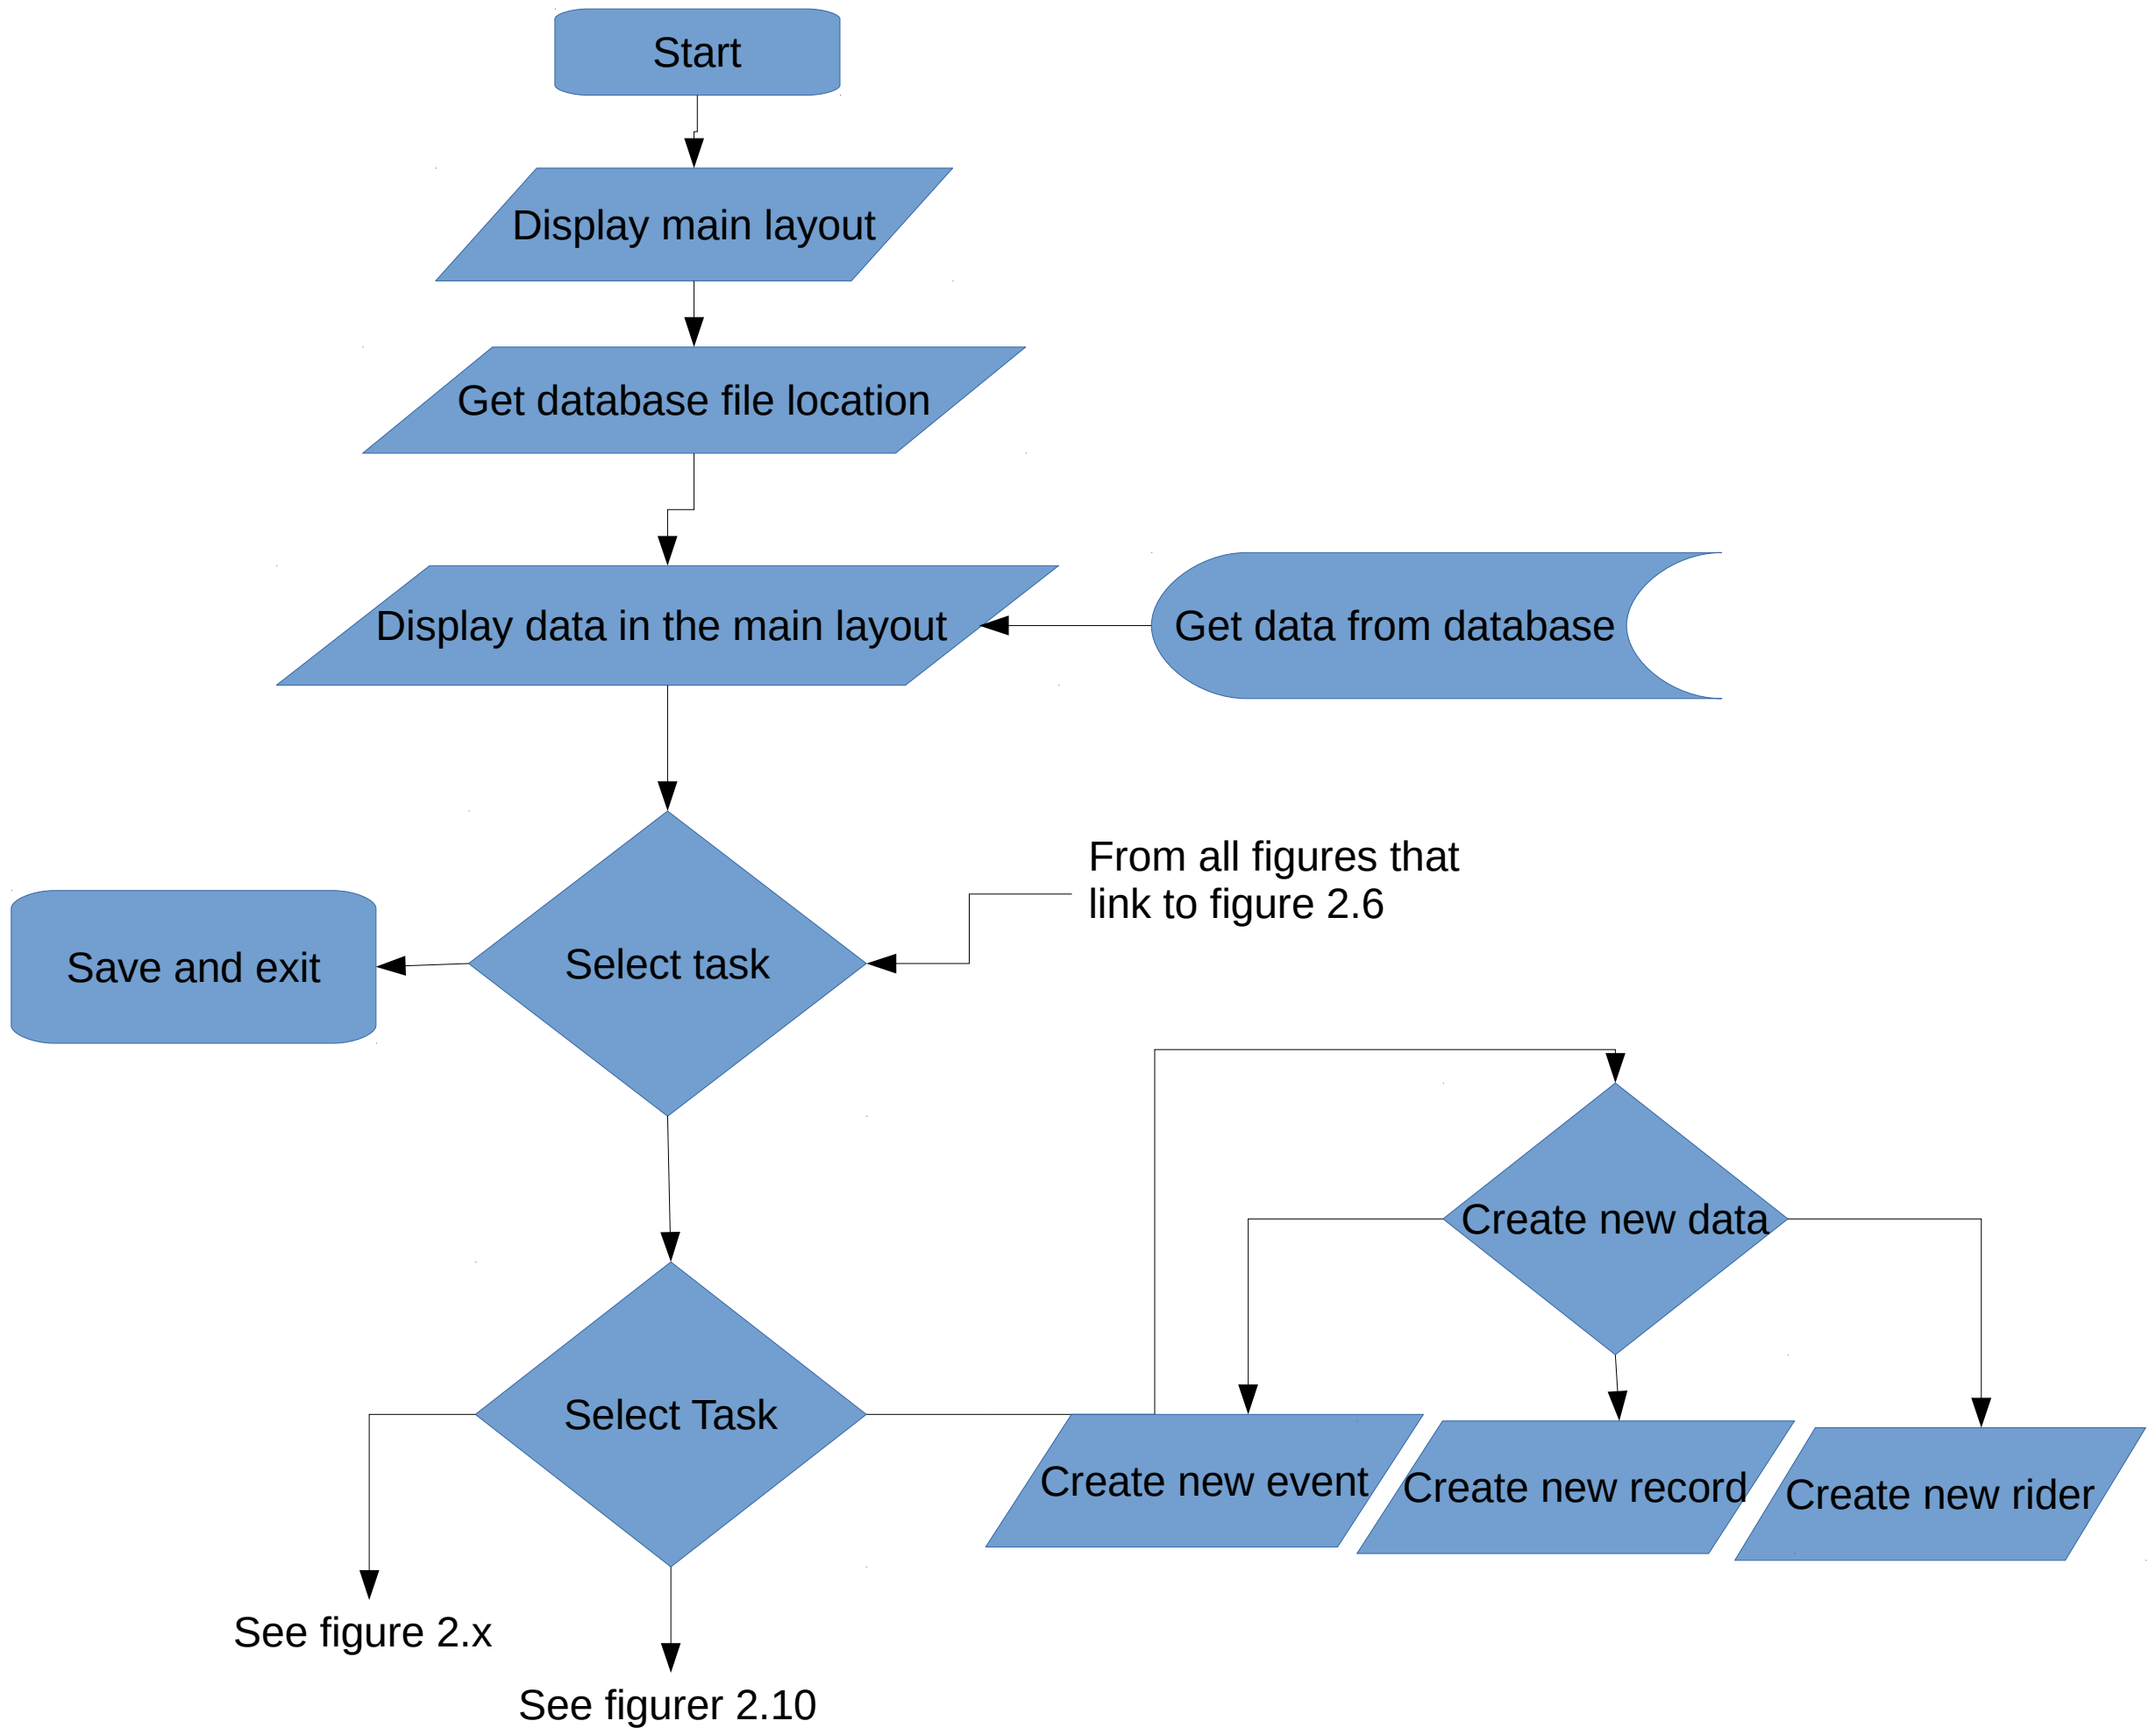 Start
Display main layout
Get database file location
Display data in the main layout
Get data from database
From all figures that
link to figure 2.6
Save and exit
Select task
Create new data
Select Task
Create new event
Create new record
Create new rider
See figure 2.x
See figurer 2.10